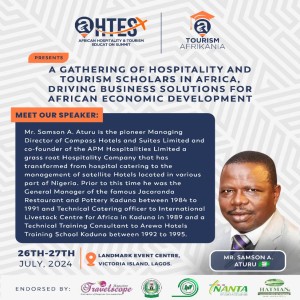 AHTES
AFRICAN HOSPITALITY & TOURISM
EDUCATION SUMMIT
TOURISM
AFRIKANIA
PRESENTS
A GATHERING OF HOSPITALITY AND
TOURISM SCHOLARS IN AFRICA,
DRIVING BUSINESS SOLUTIONS FOR
AFRICAN ECONOMIC DEVELOPMENT
MEET OUR SPEAKER:
Mr. Samson A. Aturu is the pioneer Managing
Director of Compass Hotels and Suites Limited and
co-founder of the APM Hospitalities Limited a
grass root Hospitality Company that has
transformed from hospital catering to the
management of satellite Hotels located in various
part of Nigeria. Prior to this time he was the
General Manager of the famous Jacaranda
Restaurant and Pottery Kaduna between 1984 to
1991 and Technical Catering officer to International
Livestock Centre for Africa in Kaduna in 1989 and a
Technical Training Consultant to Arewa Hotels
Training School Kaduna between 1992 to 1995.
26TH-27TH
JULY, 2024
LANDMARK EVENT CENTRE,
VICTORIA ISLAND, LAGOS.
MR. SAMSON A.
ATURU
ENDORSED BY:
Travelscope
NANTA
HATMAN